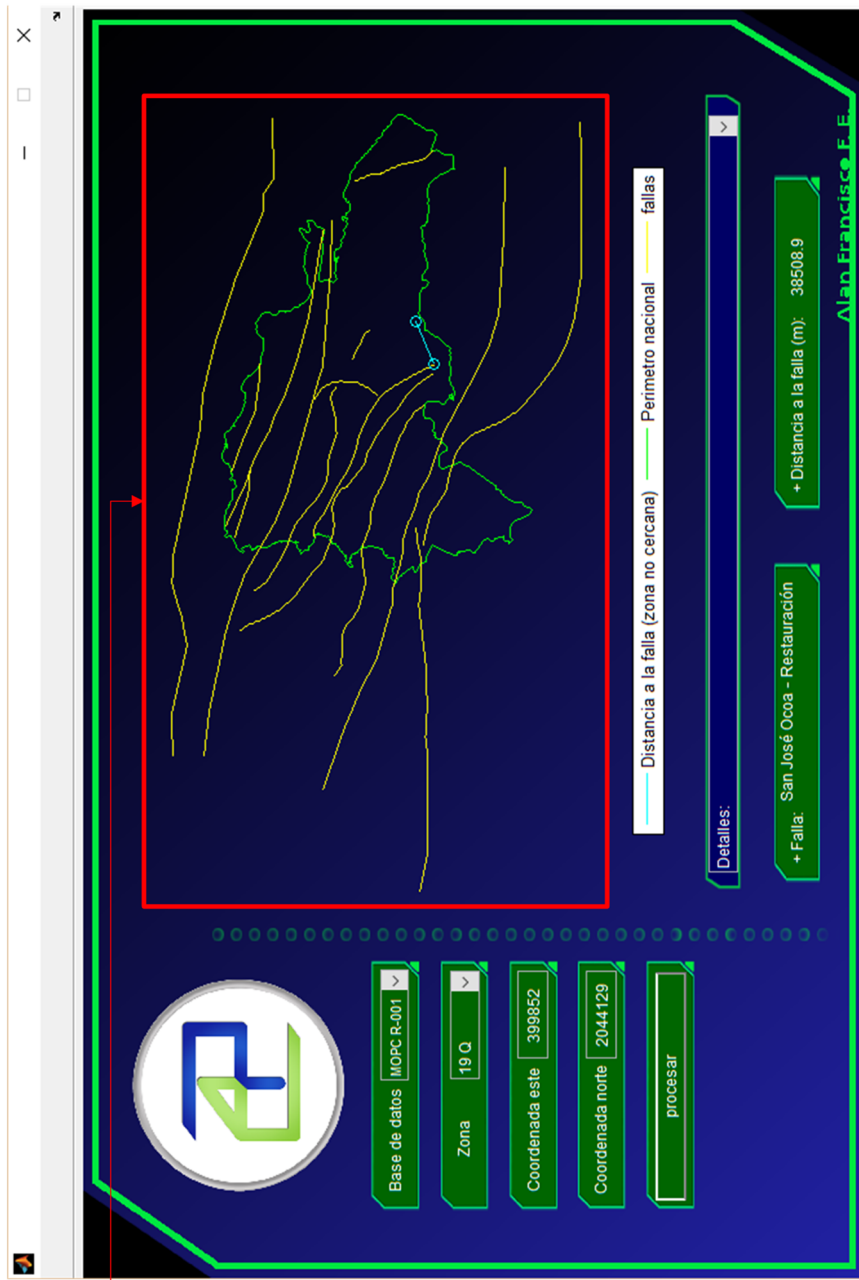 Base de datos MOPC R-001
Zona 19 Q
Coordenada este 399852
Coordenada norte 2044129
procesar
Distancia a la falla (zona no cercana) Perimetro nacional fallas
Detalles:
+ Falla: San José Ocoa - Restauración
+ Distancia a la falla (m): 38508.9
Alan Francisco F. E.